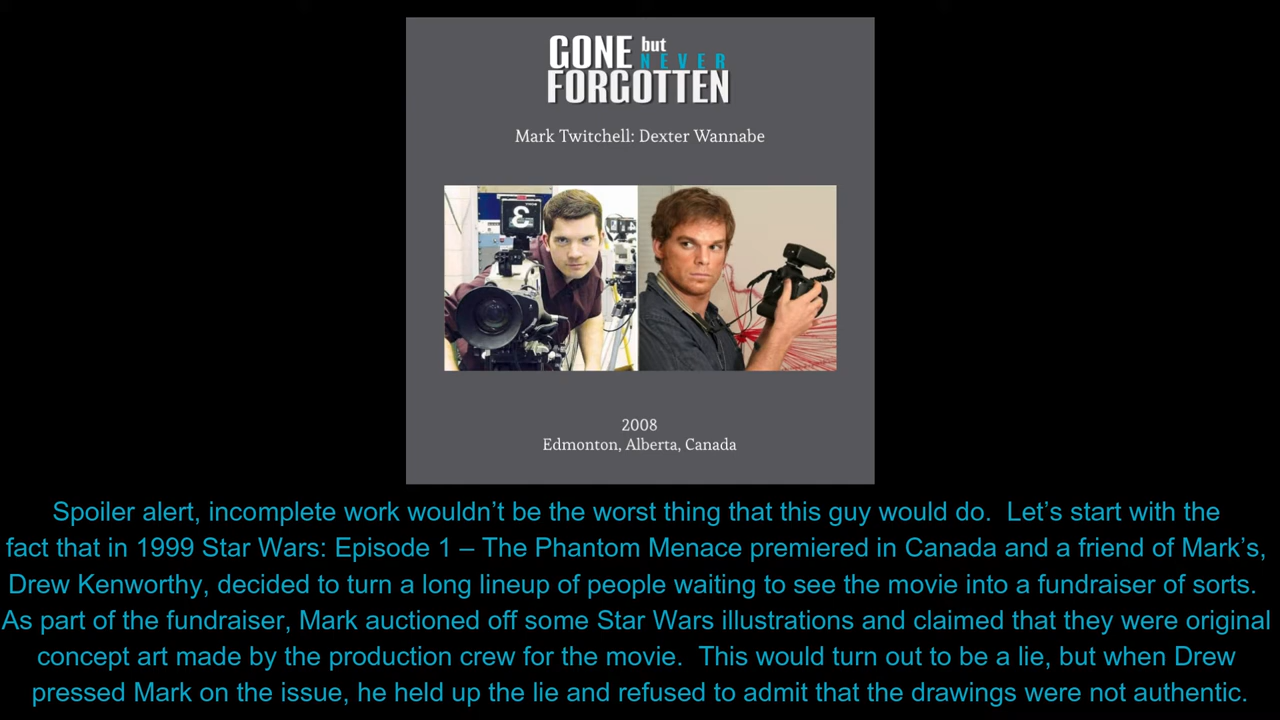 GONE but
NEVER
FORGOTTEN
Mark Twitchell: Dexter Wannabe
3
2008
Edmonton, Alberta, Canada
Spoiler alert, incomplete work wouldn’t be the worst thing that this guy would do.  Let’s start with the
fact that in 1999 Star Wars: Episode 1 – The Phantom Menace premiered in Canada and a friend of Mark’s,
Drew Kenworthy, decided to turn a long lineup of people waiting to see the movie into a fundraiser of sorts.
As part of the fundraiser, Mark auctioned off some Star Wars illustrations and claimed that they were original
concept art made by the production crew for the movie.  This would turn out to be a lie, but when Drew
pressed Mark on the issue, he held up the lie and refused to admit that the drawings were not authentic.